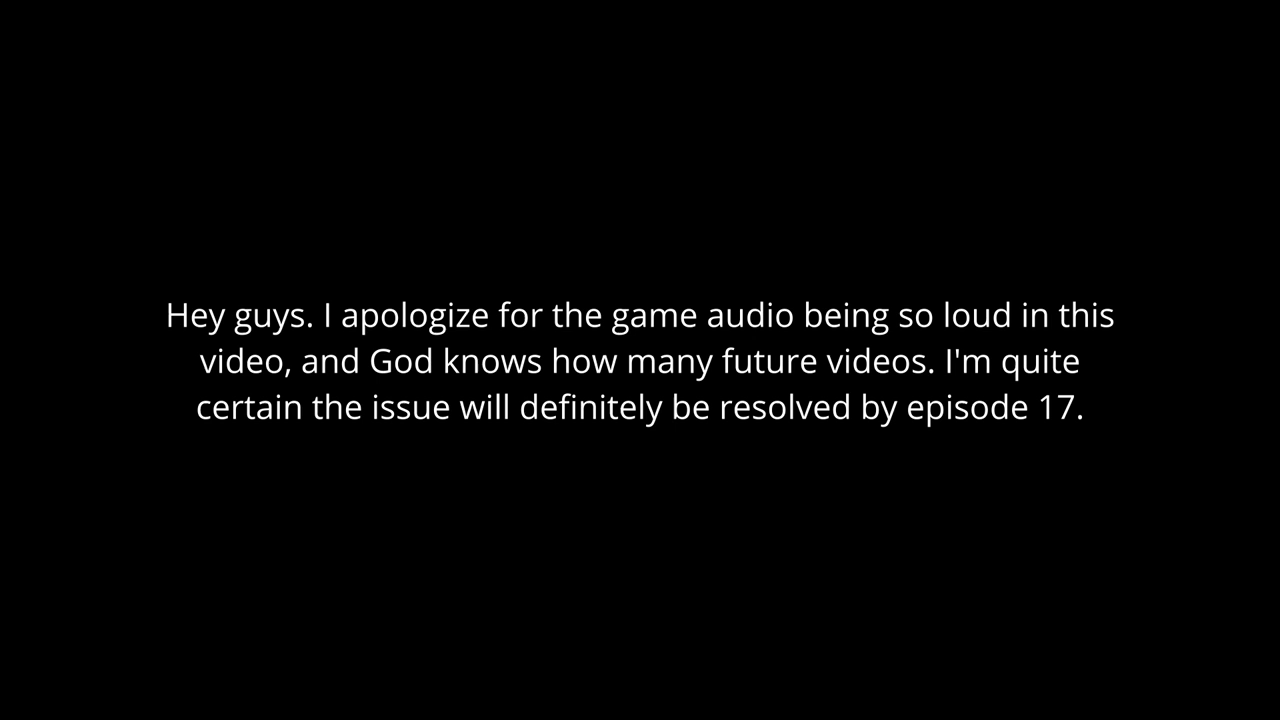 Hey guys. I apologize for the game audio being so loud in this
video, and God knows how many future videos. I'm quite
certain the issue will definitely be resolved by episode 17.